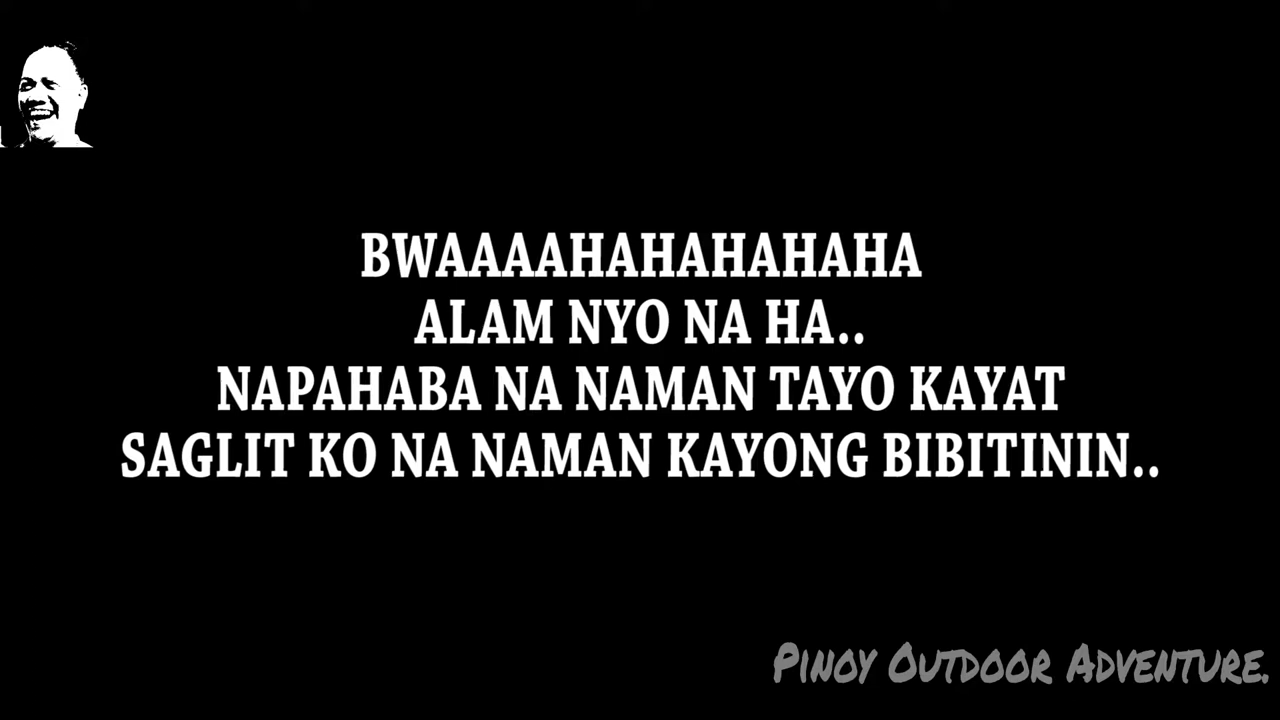 BWAAAAHAHAHAHAHA
ALAM NYO NA HA..
NAPAHABA NA NAMAN TAYO KAYAT
SAGLIT KO NA NAMAN KAYONG BIBITININ..
PINOY OUTDOOR ADVENTURE.